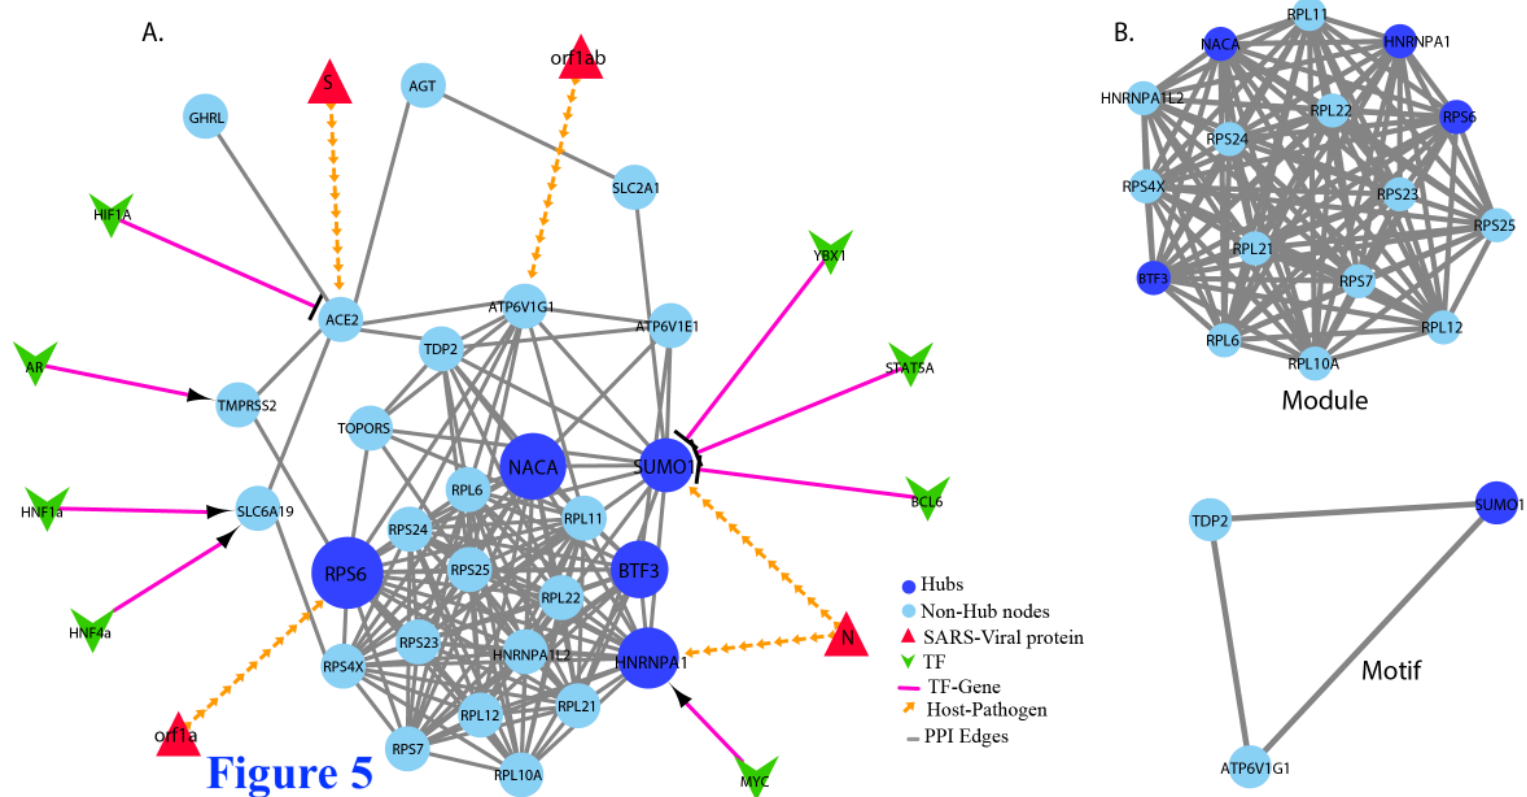 A.
S
orf1ab
AGT
GHRL
SLC2A1
HIF1A
YBX1
ACE2
ATP6V1G1
ATP6V1E1
TDP2
AR
STAT5A
TMPRSS2
TOPORS
NACA
SUMO1
RPL6
BCL6
HNF1a
SLC6A19
RPS24
RPL11
RPS6
RPS25
BTF3
RPL22
HNF4a
RPS23
HNRNPA1L2
HNRNPA1
N
RPS4X
RPL12
RPL21
orf1a
RPS7
RPL10A
MYC
Figure 5
Hubs
Non-Hub nodes
SARS-Viral protein
TF
TF-Gene
Host-Pathogen
PPI Edges
B.
RPL11
NACA
HNRNPA1
HNRNPA1L2
RPL22
RPS6
RPS24
RPS4X
RPS23
RPS25
RPL21
BTF3
RPS7
RPL12
RPL6
RPL10A
Module
TDP2
SUMO1
Motif
ATP6V1G1